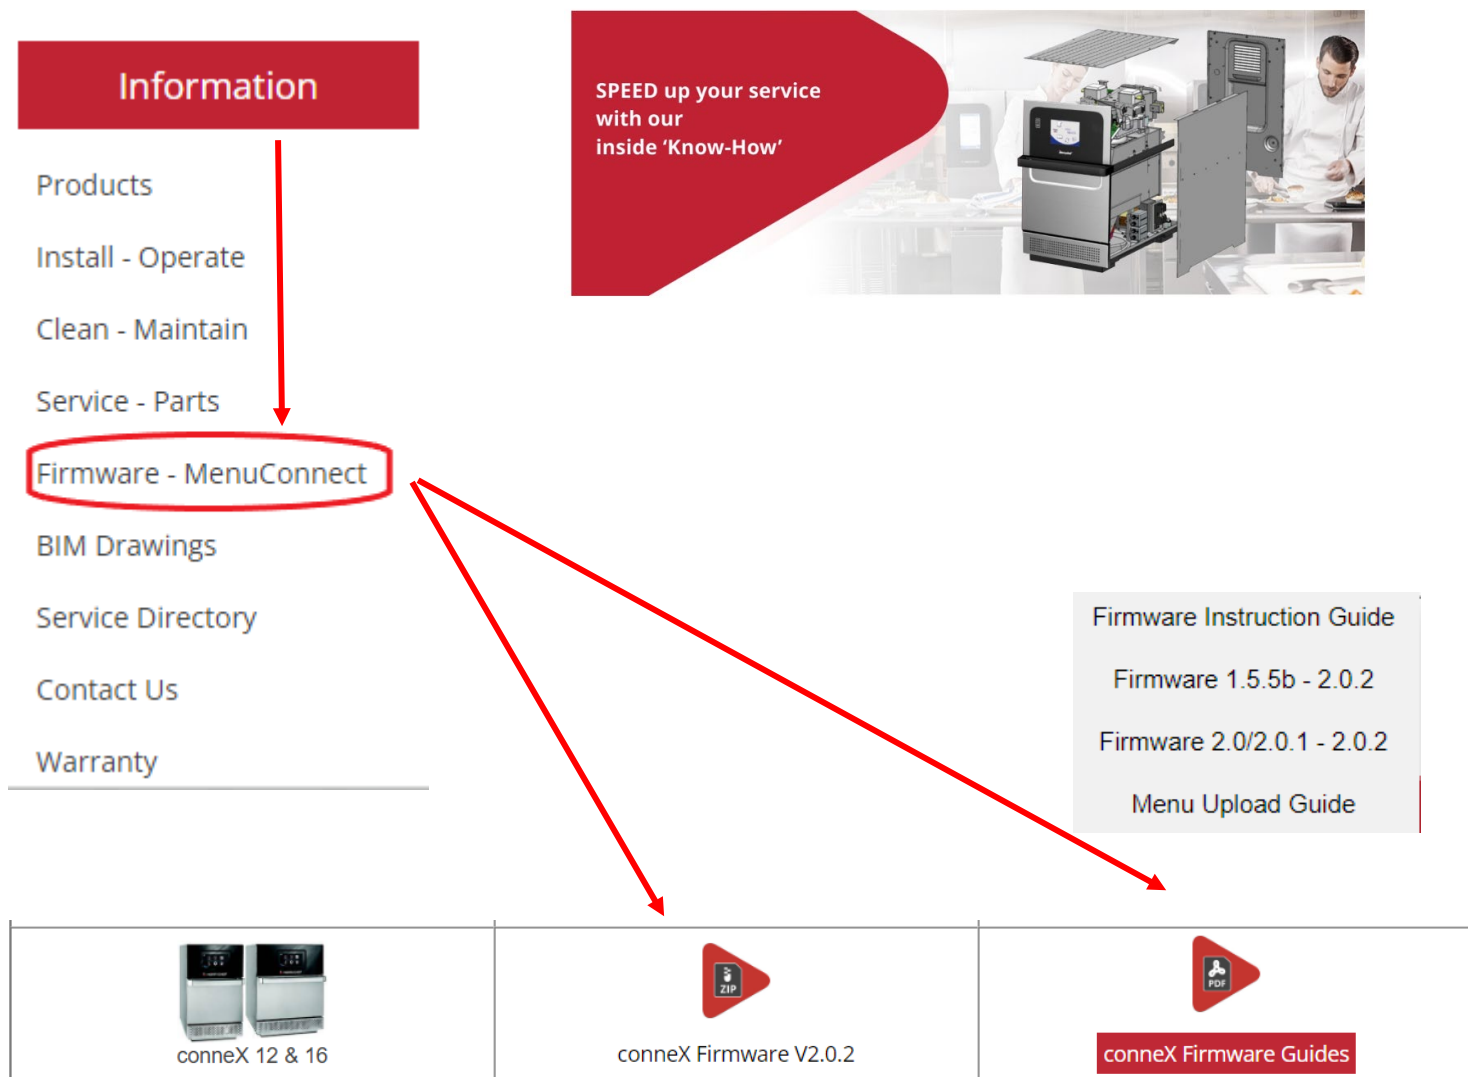 Information
Products
Install - Operate
Clean - Maintain
Service - Parts
Firmware - MenuConnect
BIM Drawings
Service Directory
Contact Us
Warranty
SPEED up your service
with our
inside ‘Know-How’
Firmware Instruction Guide
Firmware 1.5.5b - 2.0.2
Firmware 2.0/2.0.1 - 2.0.2
Menu Upload Guide
conneX 12 & 16
ZIP
conneX Firmware V2.0.2
PDF
conneX Firmware Guides